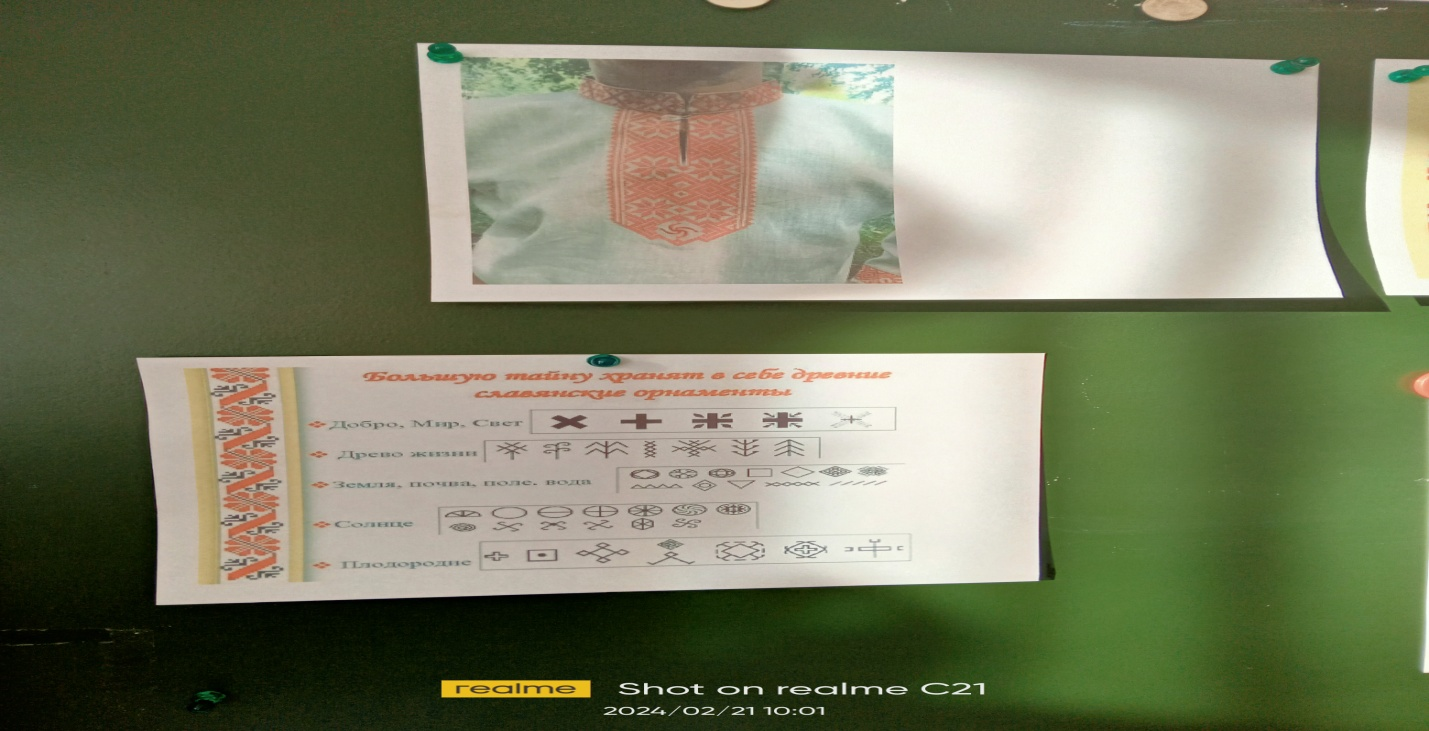 Большую тайну хранят в себе древние
славянские орнаменты
Добро, Мир, Свет
Древо жизни
Земля, почва, поле. вода
Солнце
Плодородие
realme Shot on realme C21
2024/02/21 10:01